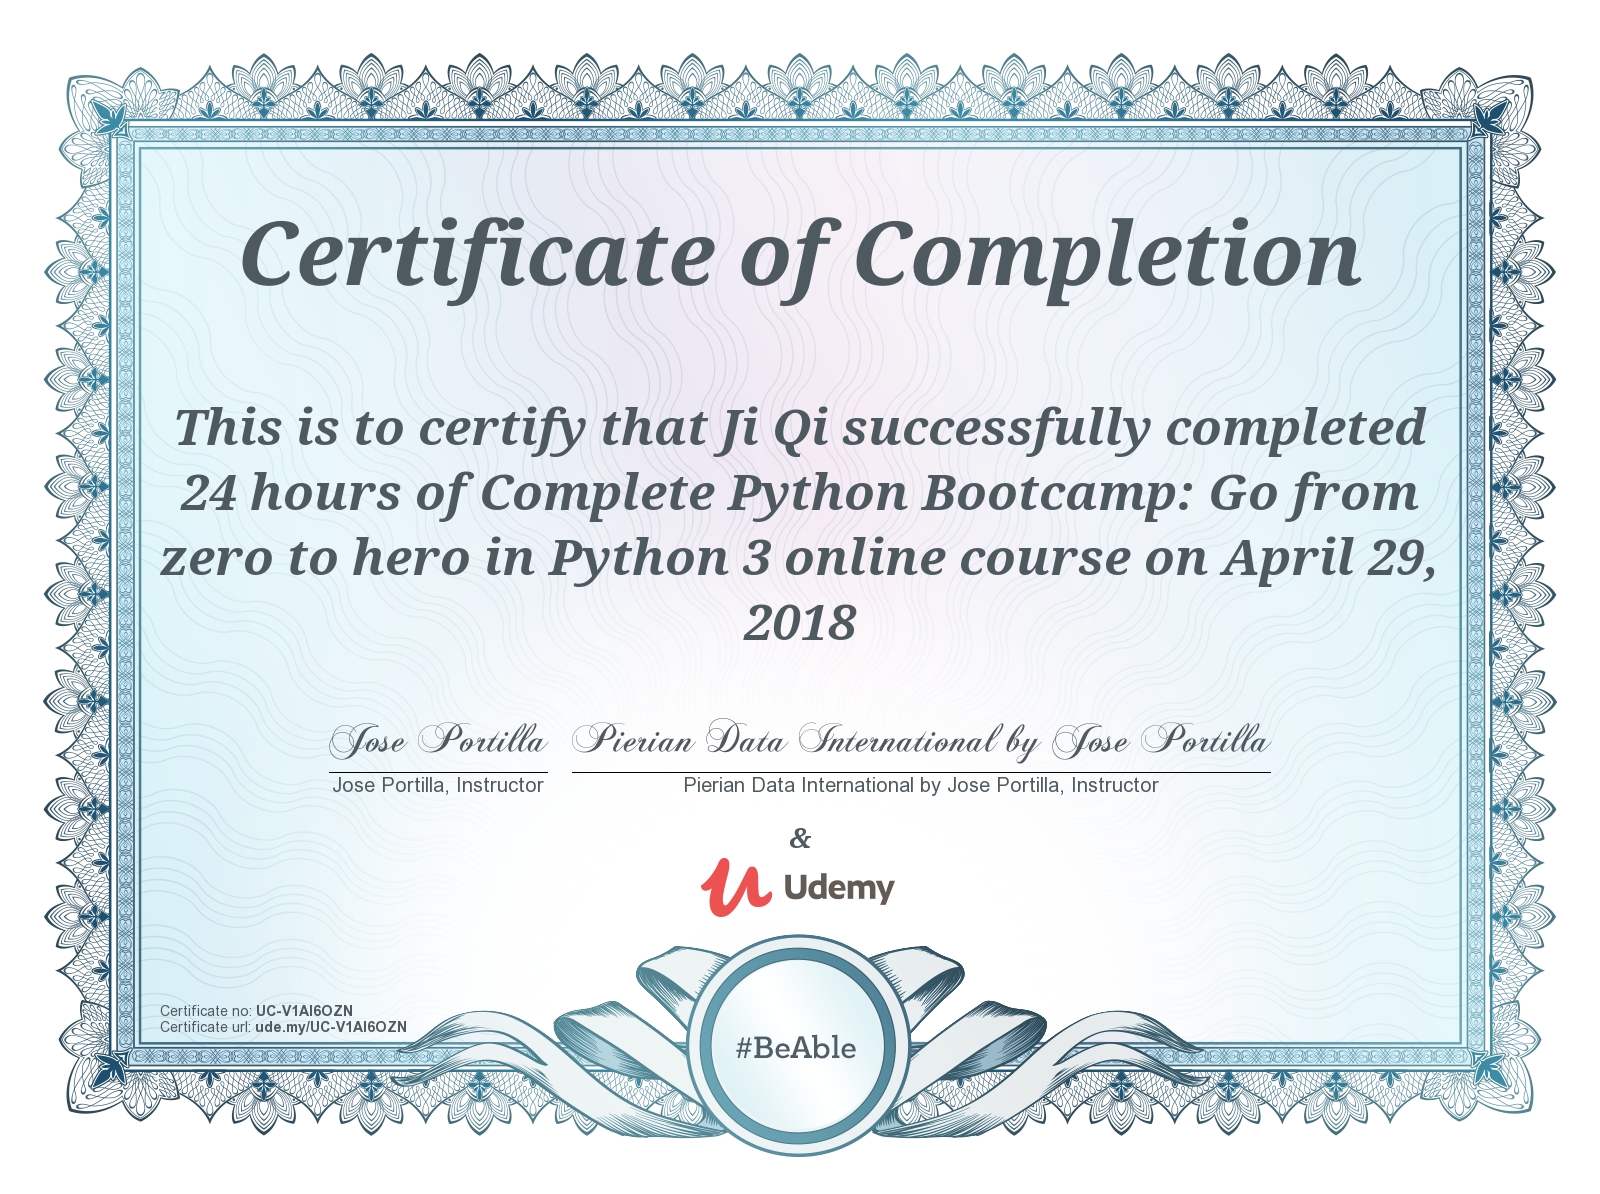 Certificate of Completion
This is to certify that Ji Qi successfully completed
24 hours of Complete Python Bootcamp: Go from
zero to hero in Python 3 online course on April 29,
2018
Jose Portilla Pierian Data International by Jose Portilla
Jose Portilla, Instructor Pierian Data International by Jose Portilla, Instructor
&
Udemy
Certificate no: UC-V1AI6OZN
Certificate url: ude.my/UC-V1AI6OZN
#BeAble